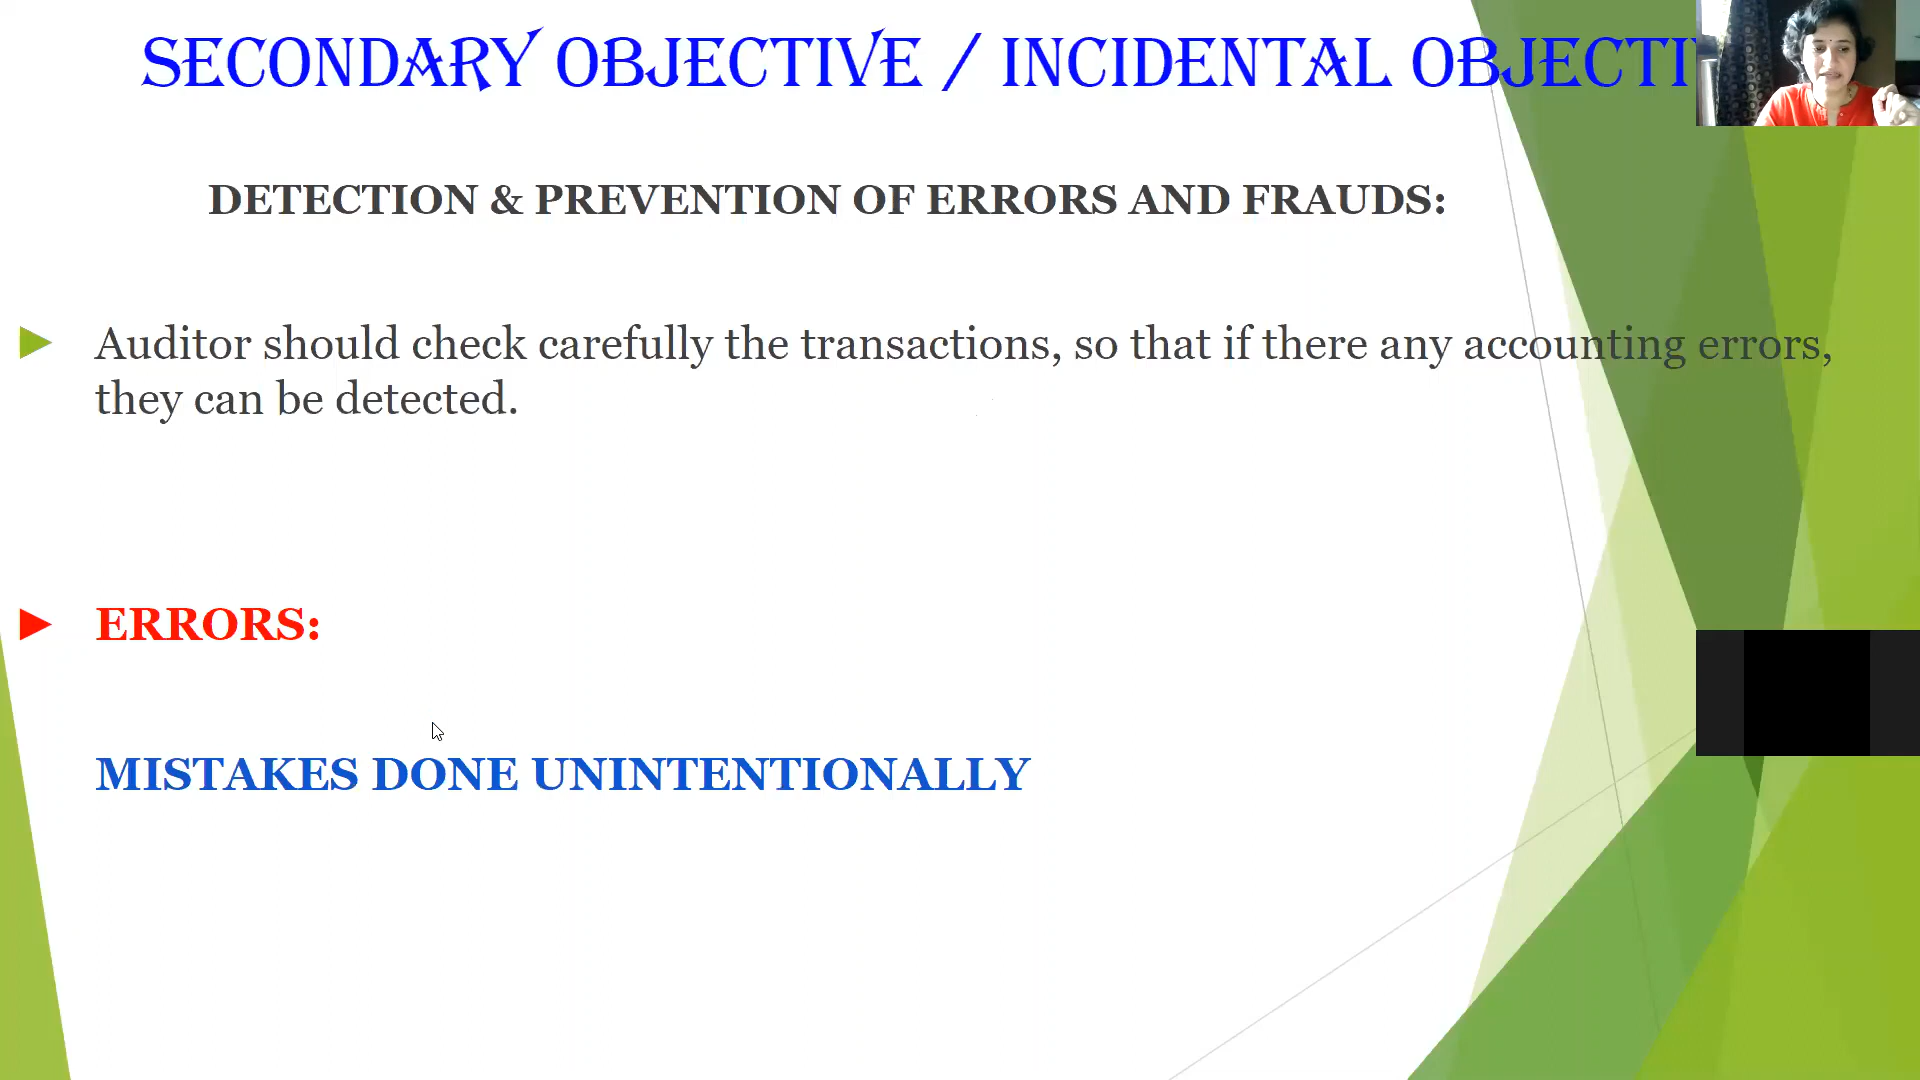 SECONDARY OBJECTIVE / INCIDENTAL
DETECTION & PREVENTION OF ERRORS AND FRAUDS:
Auditor should check carefully the transactions, so that if there any accounting errors,
they can be detected.
ERRORS:
MISTAKES DONE UNINTENTIONALLY